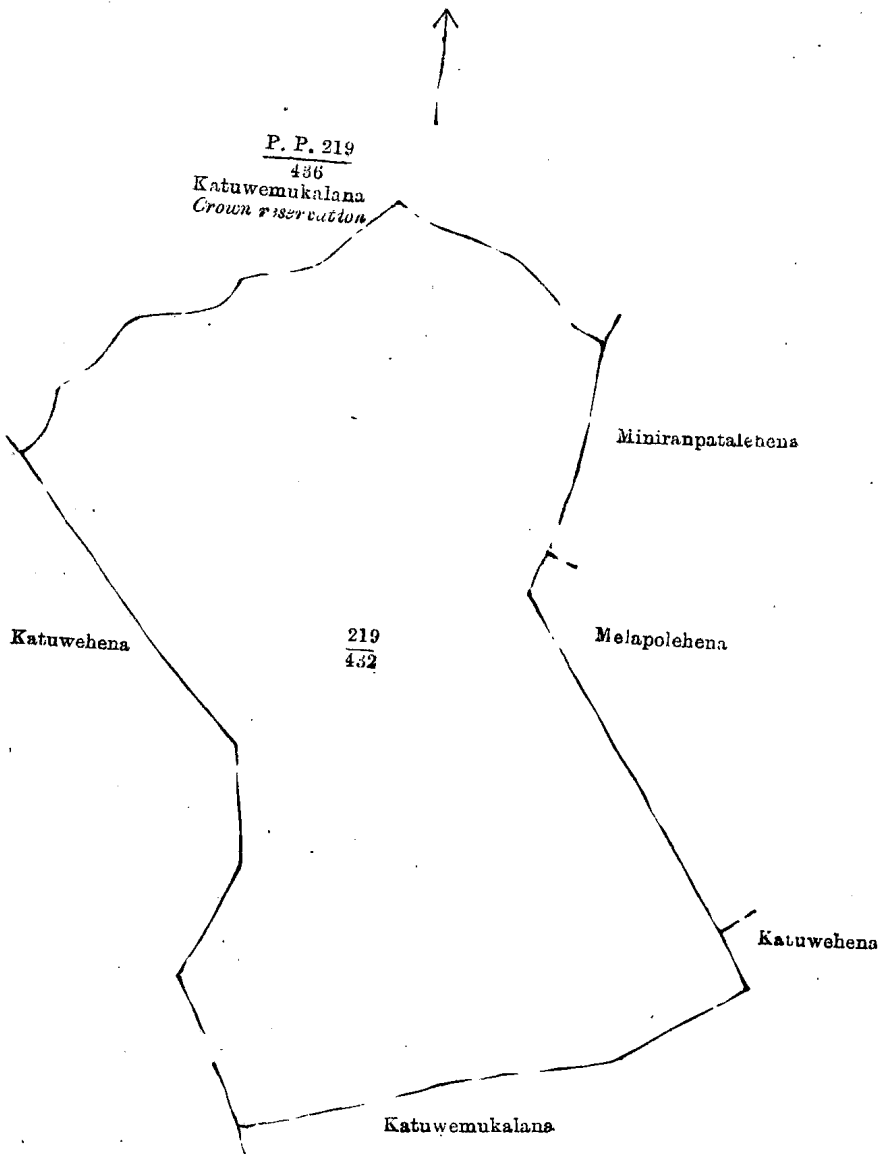 P. P. 219
436
Katuwemukalana
Crown reservation
Miniranpatalehena
Katuwehena
219
432
Melapolehena
Katuwehena
Katuwemukalana